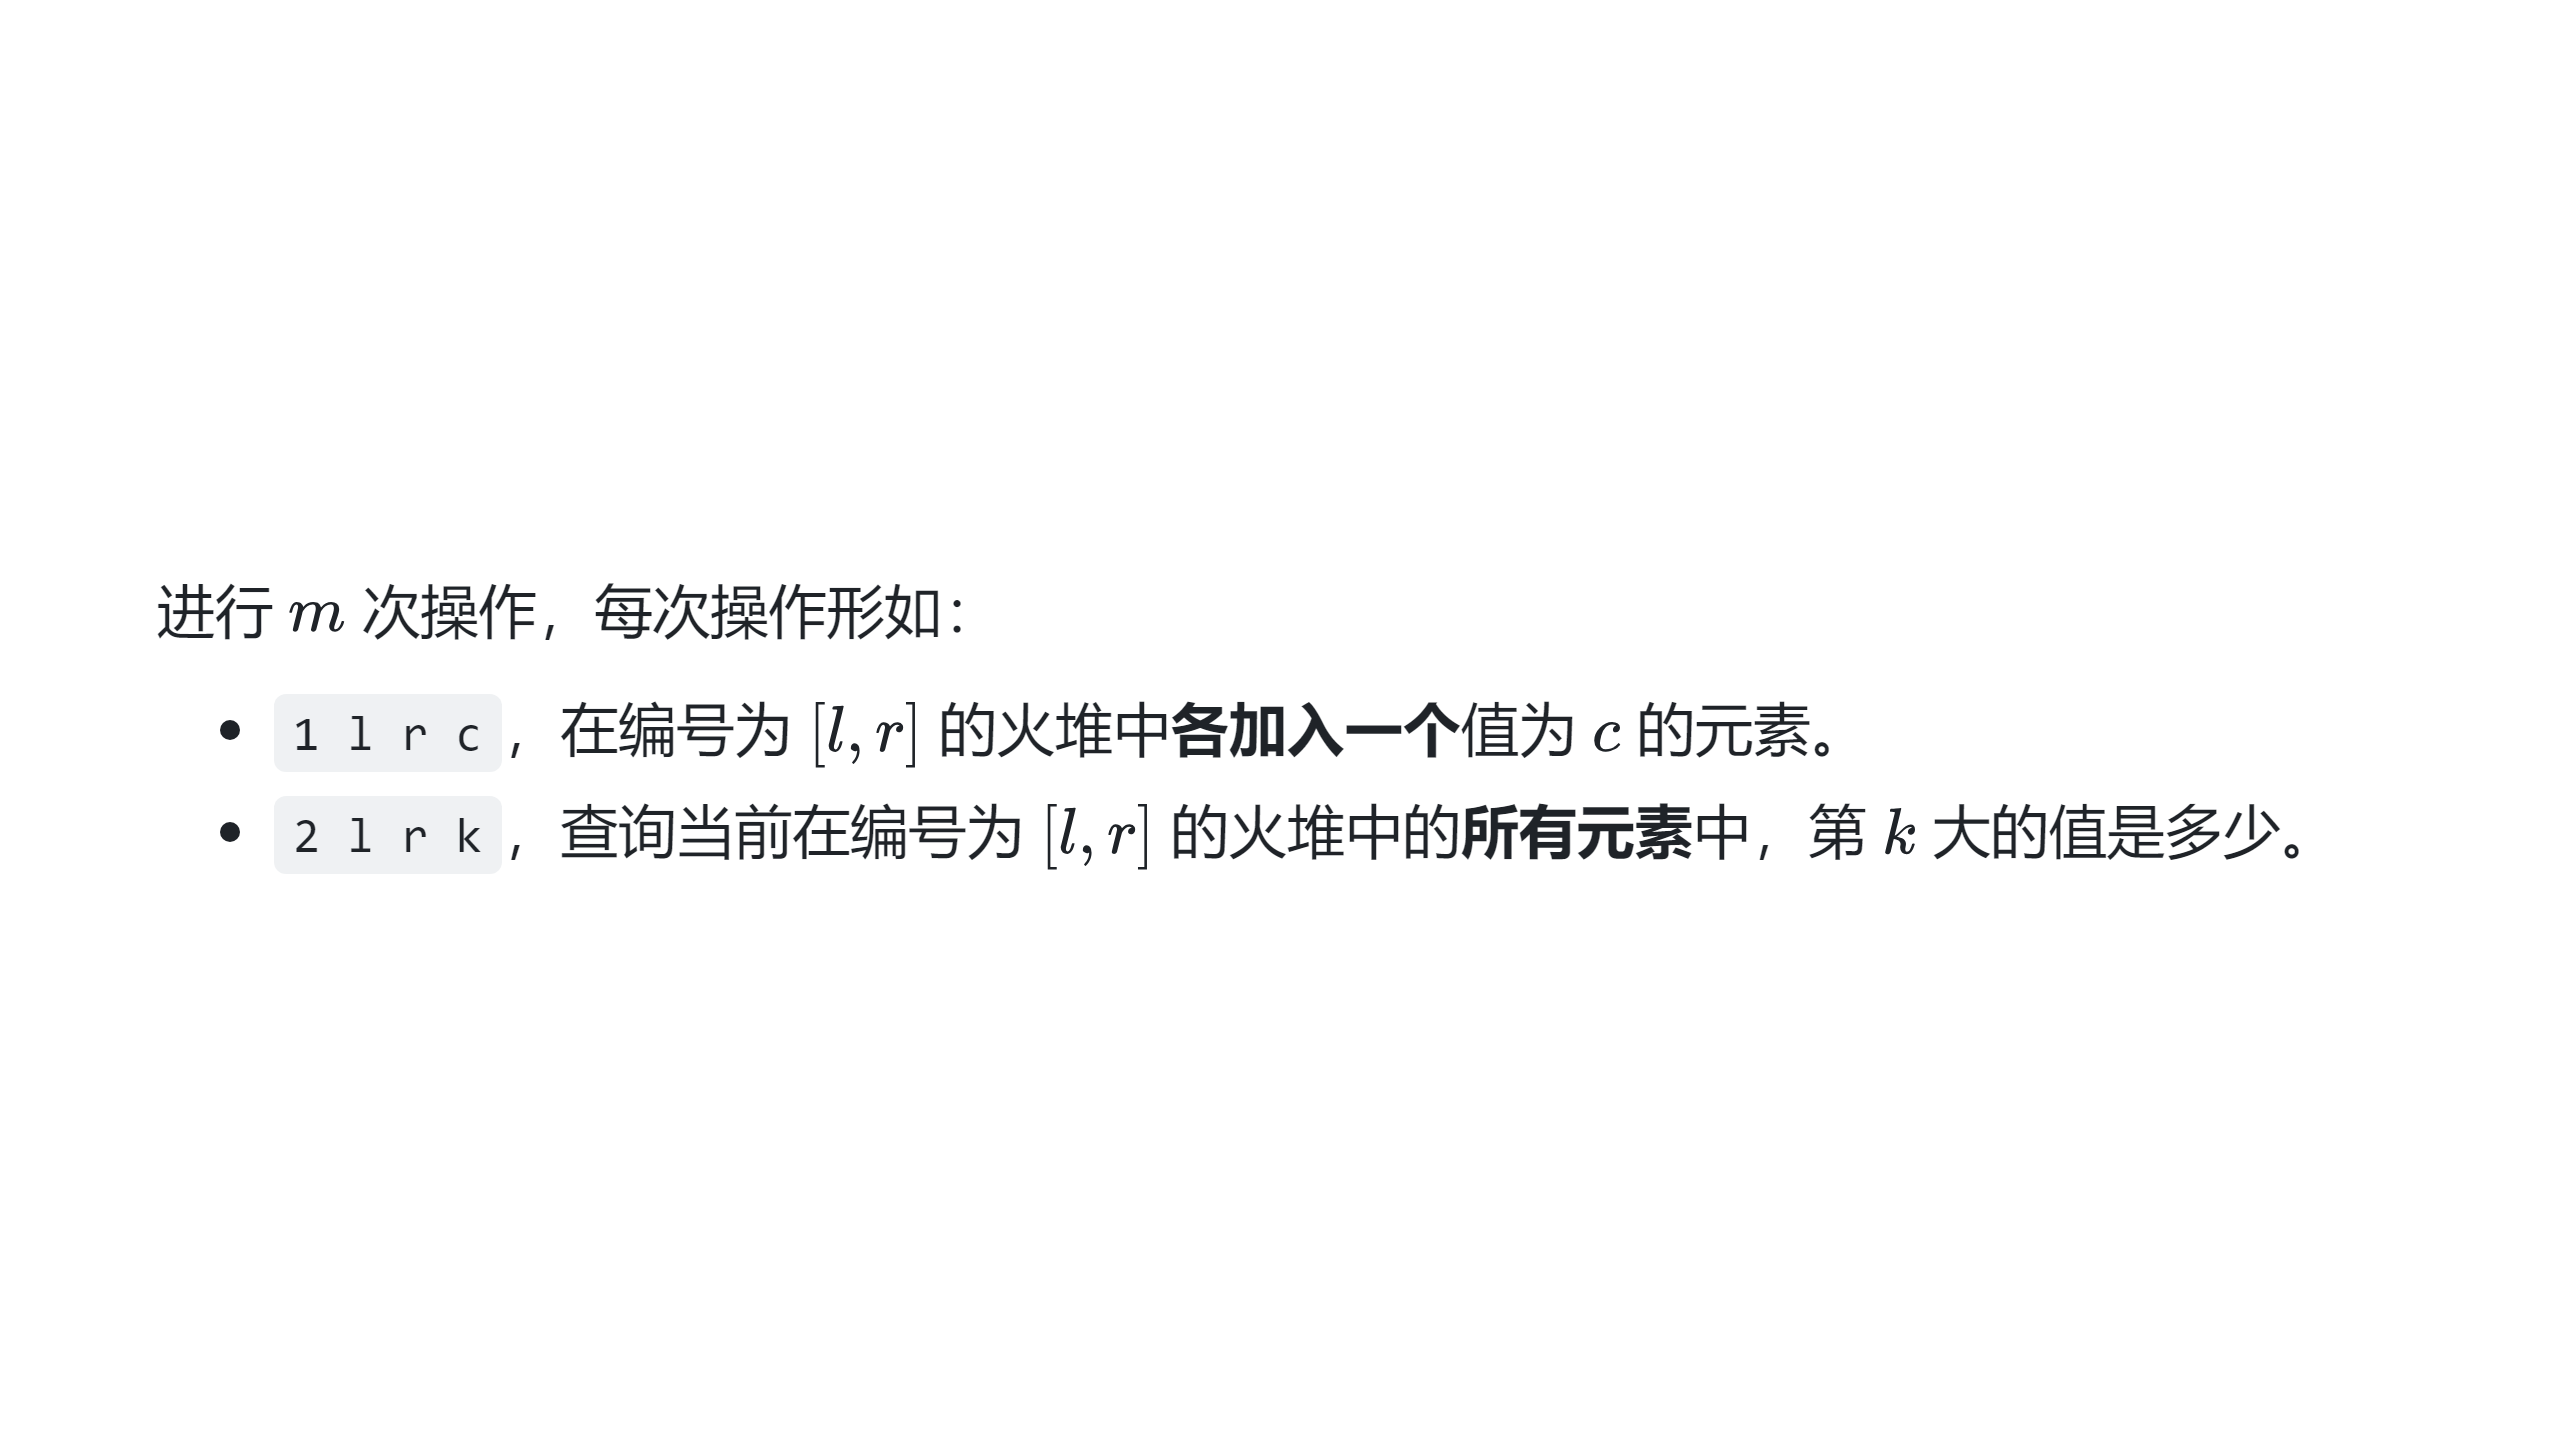 进行 m 次操作，每次操作形如：
• 1 l r c，在编号为 [l, r] 的火堆中各加入一个值为 c 的元素。
• 2 l r k，查询当前在编号为 [l, r] 的火堆中的所有元素中，第 k 大的值是多少。